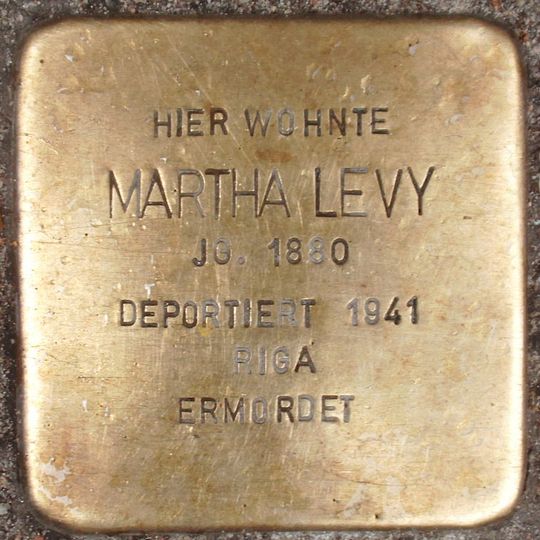 HIER WOHNTE
MARTHA LEVY
JG. 1880
DEPORTIERT 1941
RIGA
ERMORDET